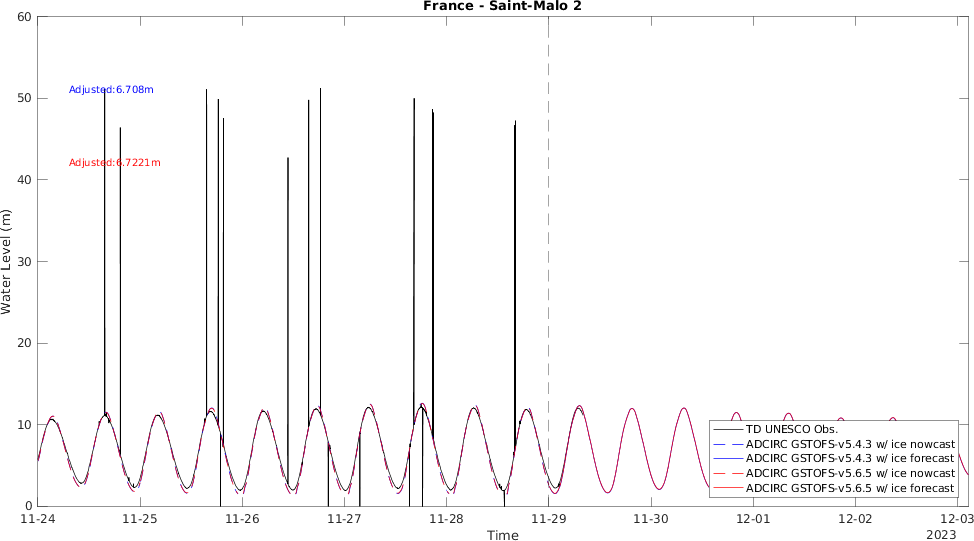 France - Saint-Malo 2
60
50
40
30
20
10
0
Water Level (m)
Adjusted:6.708m
Adjusted:6.7221m
TD UNESCO Obs.
ADCIRC GSTOFS-v5.4.3 w/ ice nowcast
ADCIRC GSTOFS-v5.4.3 w/ ice forecast
ADCIRC GSTOFS-v5.6.5 w/ ice nowcast
ADCIRC GSTOFS-v5.6.5 w/ ice forecast
11-24 11-25 11-26 11-27 11-28 11-29 11-30 12-01 12-02 12-03
Time
2023